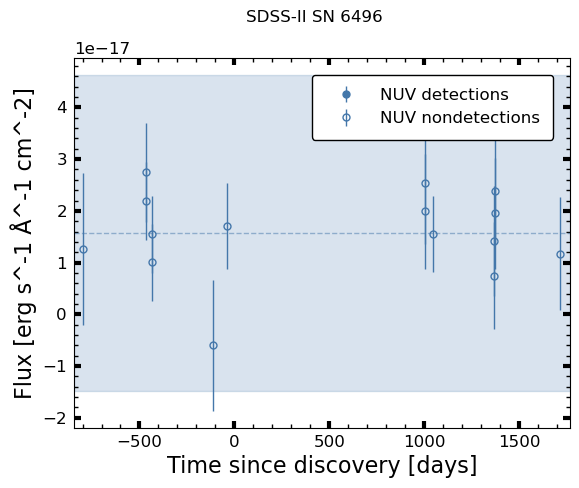 SDSS-II SN 6496
1e−17
NUV detections
NUV nondetections
4
3
2
1
0
−1
−2
Flux [erg s^-1 Å^-1 cm^-2]
−500
0
500
1000
1500
Time since discovery [days]